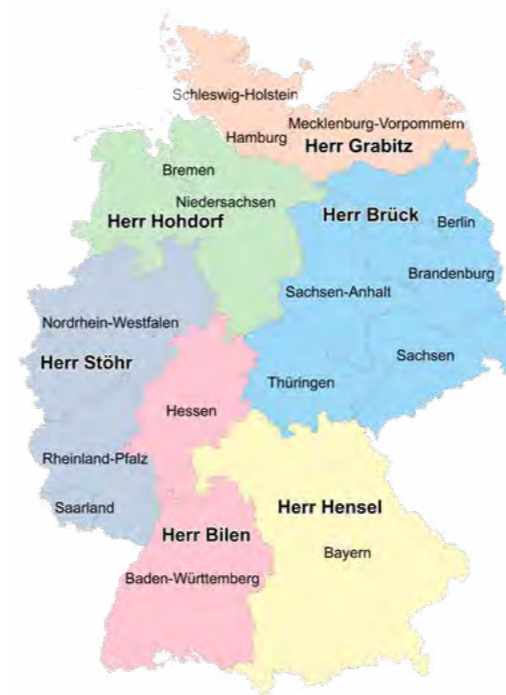 Schleswig-Holstein
Mecklenburg-Vorpommern
Hamburg
Herr Grabitz
Bremen
Niedersachsen
Herr Hohdorf
Herr Brück
Berlin
Brandenburg
Sachsen-Anhalt
Nordrhein-Westfalen
Sachsen
Herr Stöhr
Thüringen
Hessen
Rheinland-Pfalz
Saarland
Herr Hensel
Herr Bilen
Bayern
Baden-Württemberg